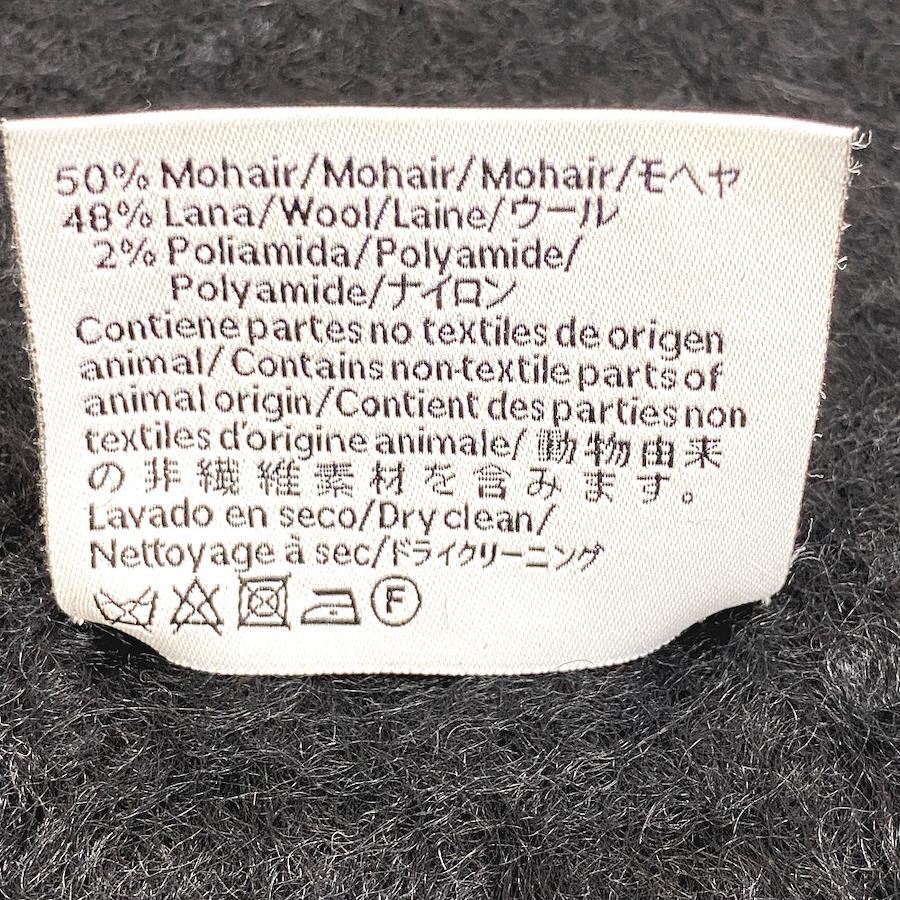 50% Mohair/Mohair/Mohair/モヘヤ
48% Lana/Wool/Laine/ウール
2% Poliamida/Polyamide/
Polyamide/ナイロン
Contiene partes no textiles de origen
animal/Contains non-textile parts of
animal origin/Contient des parties non
textiles d'origine animale/動物由来
の非繊維素材を含みます。
Lavado en seco/Dry clean/
Nettoyage à sec/ドライクリーニング
F